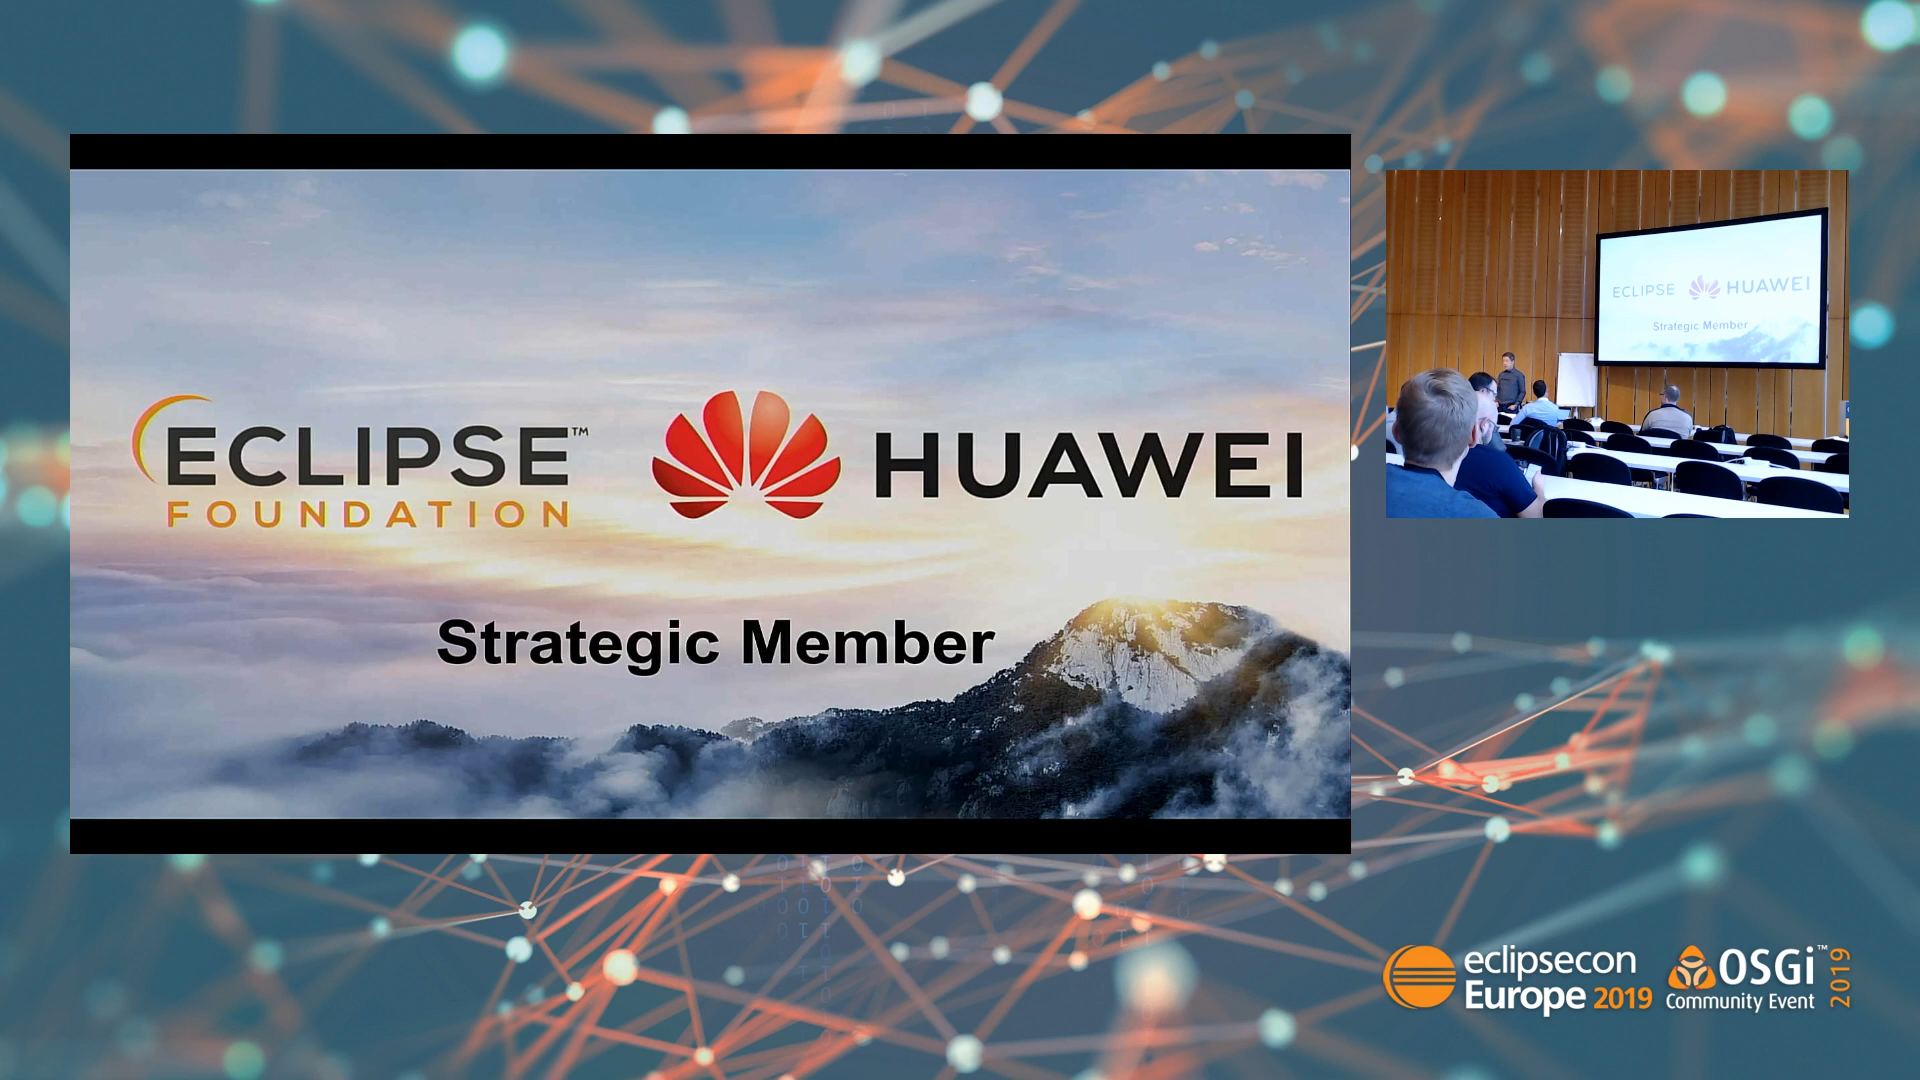 ECLIPSE™
FOUNDATION
HUAWEI
Strategic Member
ECLIPSE HUAWEI
Strategic Member
eclipsecon
Europe 2019
OSGi™
Community Event
2019